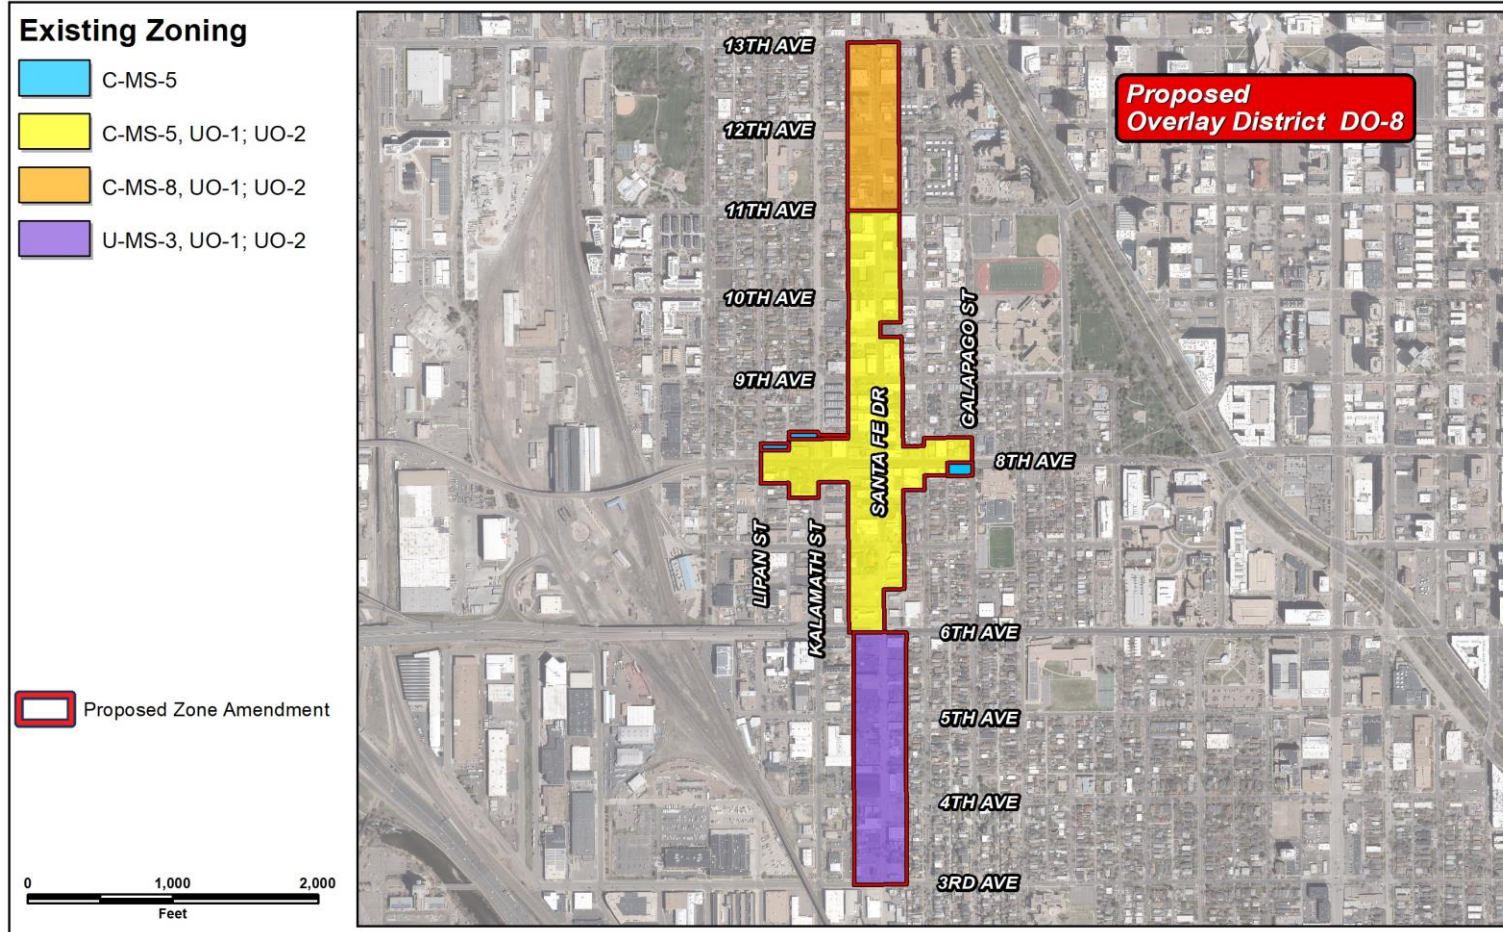 Existing Zoning
C-MS-5
C-MS-5, UO-1; UO-2
C-MS-8, UO-1; UO-2
U-MS-3, UO-1; UO-2
Proposed Zone Amendment
0 1,000 2,000
Feet
Proposed
Overlay District DO-8
13TH AVE
12TH AVE
11TH AVE
10TH AVE
9TH AVE
GALAPAGO ST
SANTA FE DR
8TH AVE
LIPAN ST
KALAMATH ST
6TH AVE
5TH AVE
4TH AVE
3RD AVE